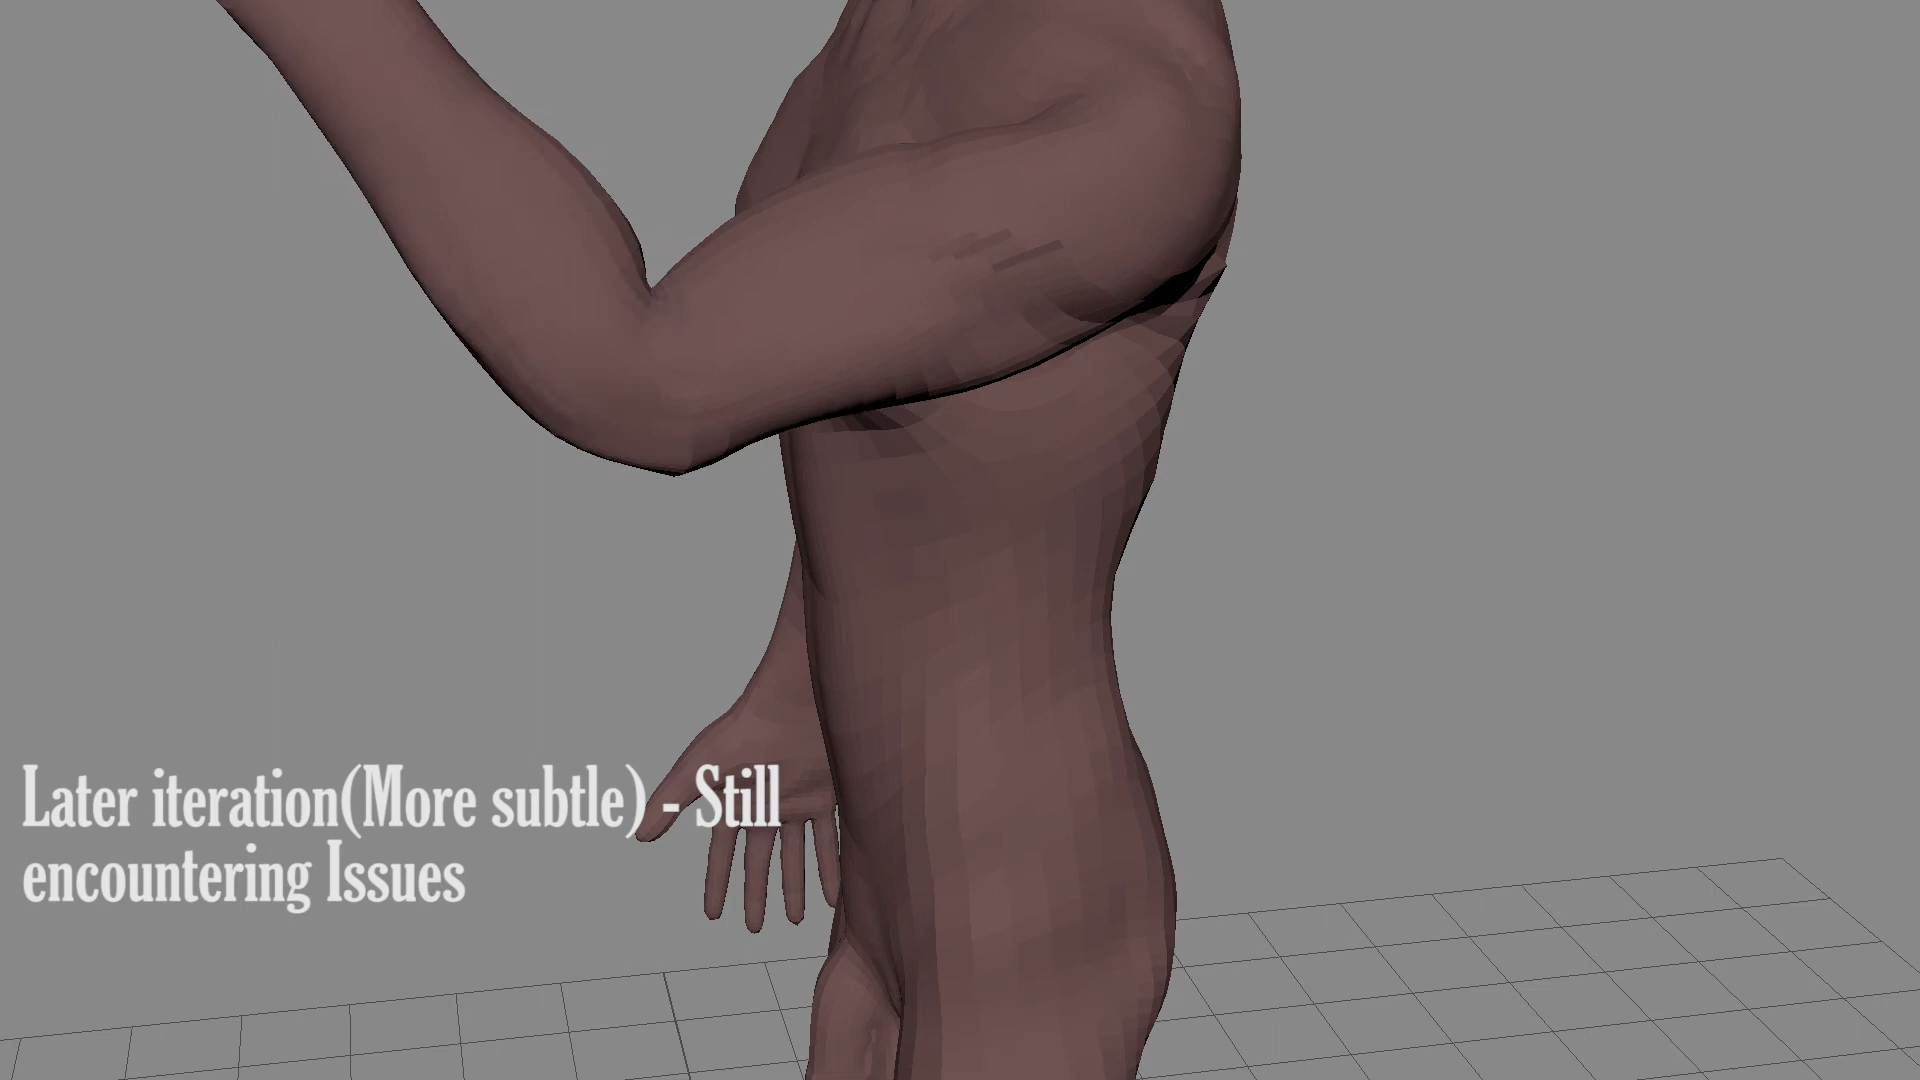 Later iteration(More subtle) - Still
encountering Issues